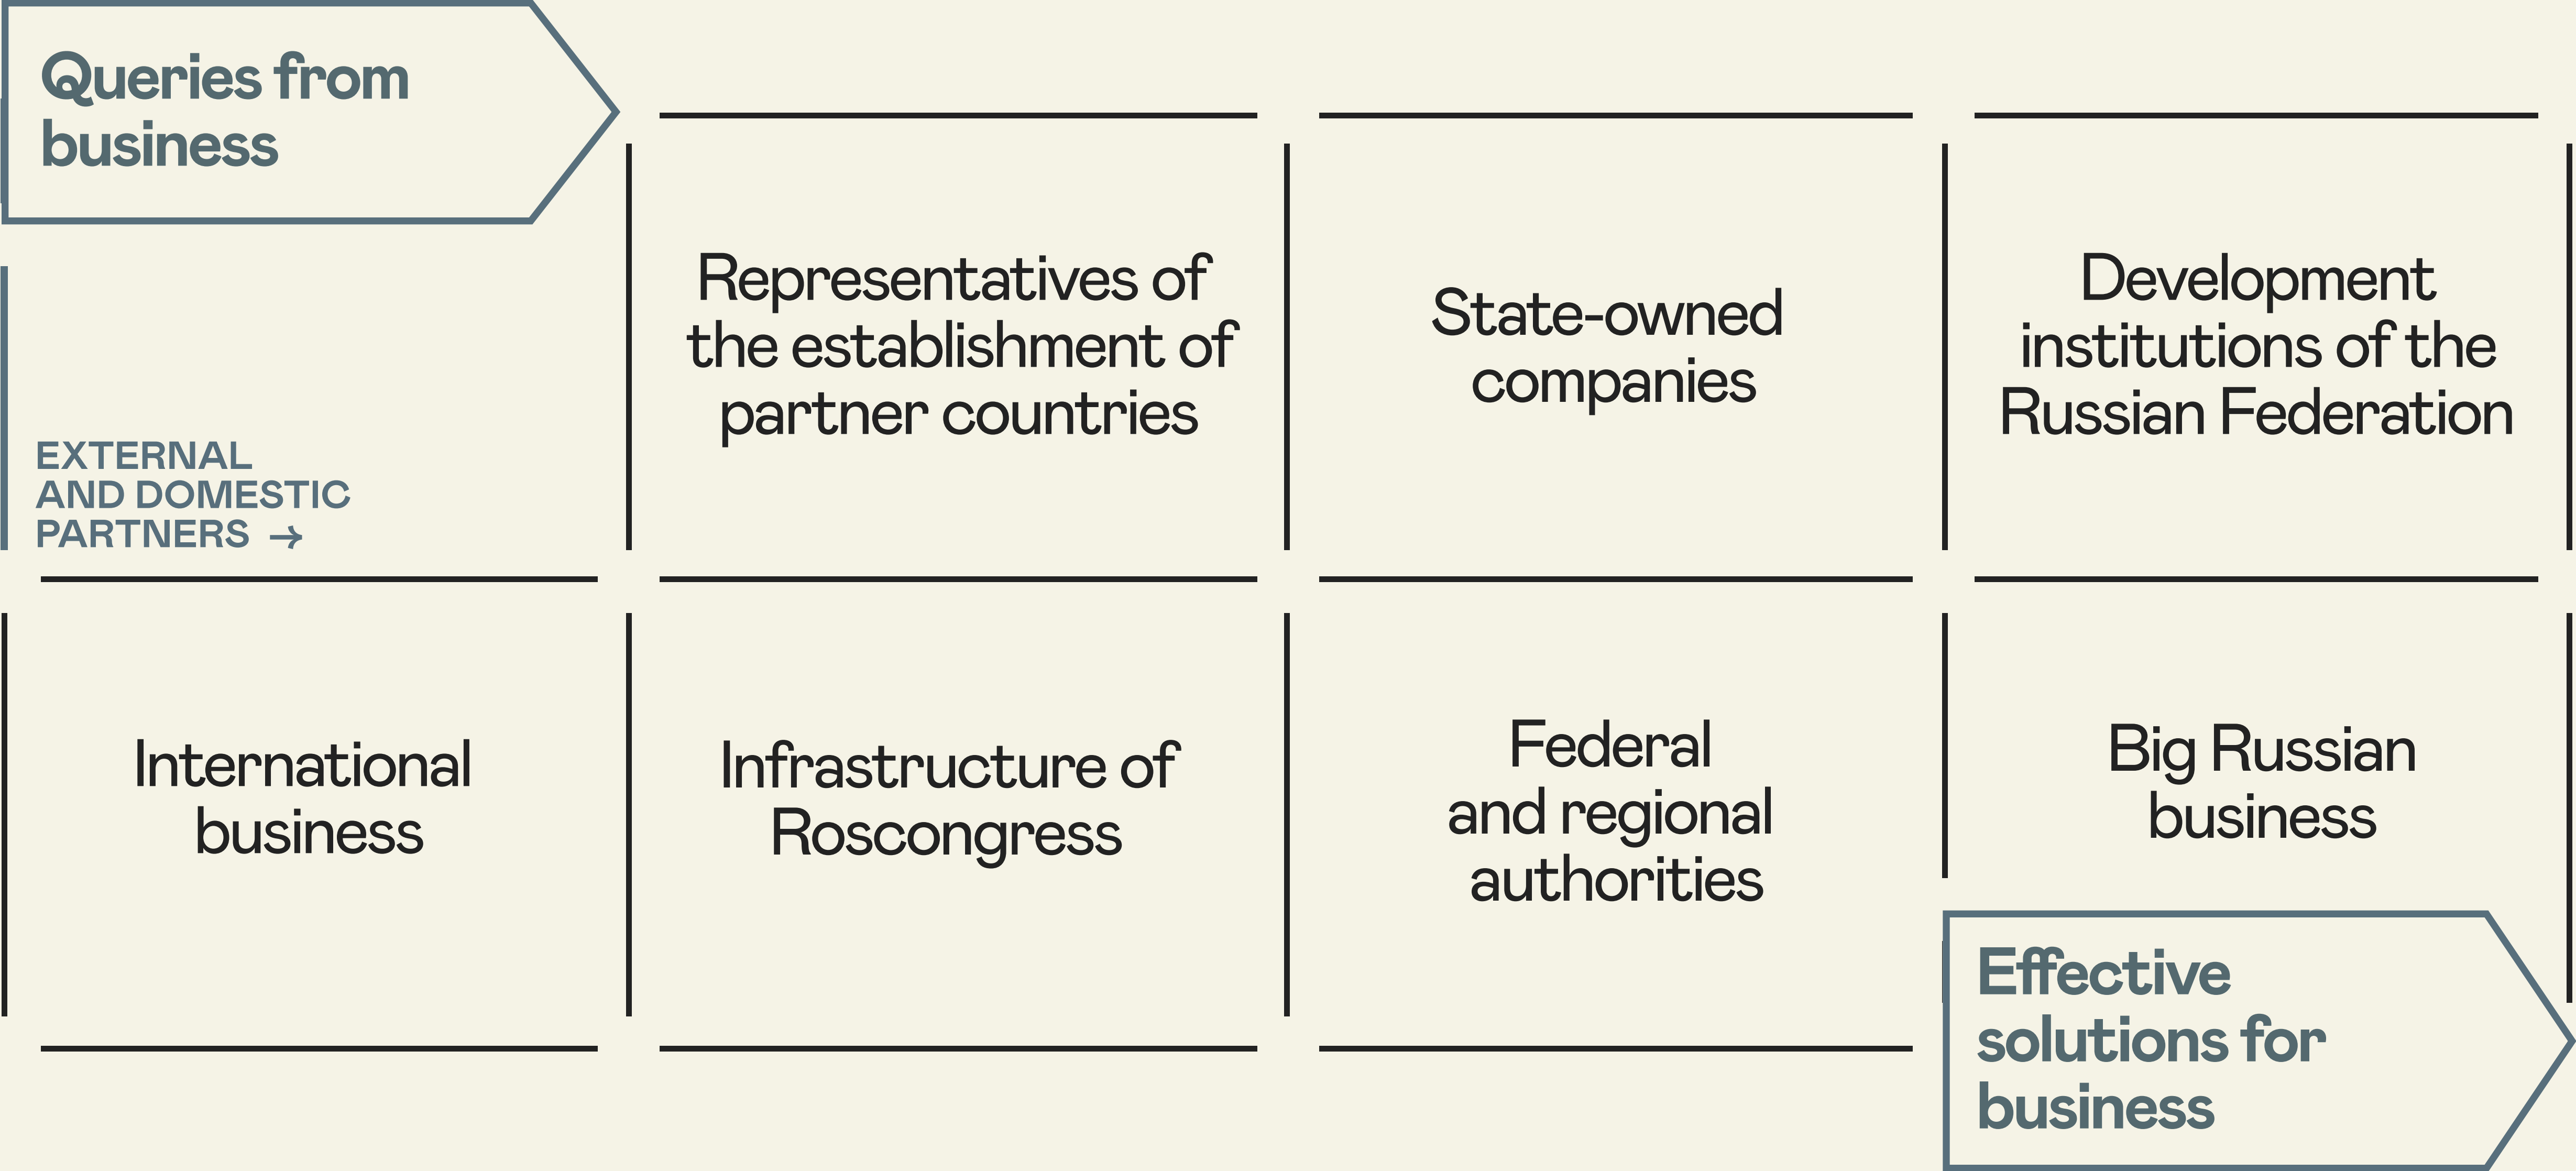 Queries from
business
EXTERNAL
AND DOMESTIC
PARTNERS →
Representatives of
the establishment of
partner countries
State-owned
companies
Development
institutions of the
Russian Federation
International
business
Infrastructure of
Roscongress
Federal
and regional
authorities
Big Russian
business
Effective
solutions for
business